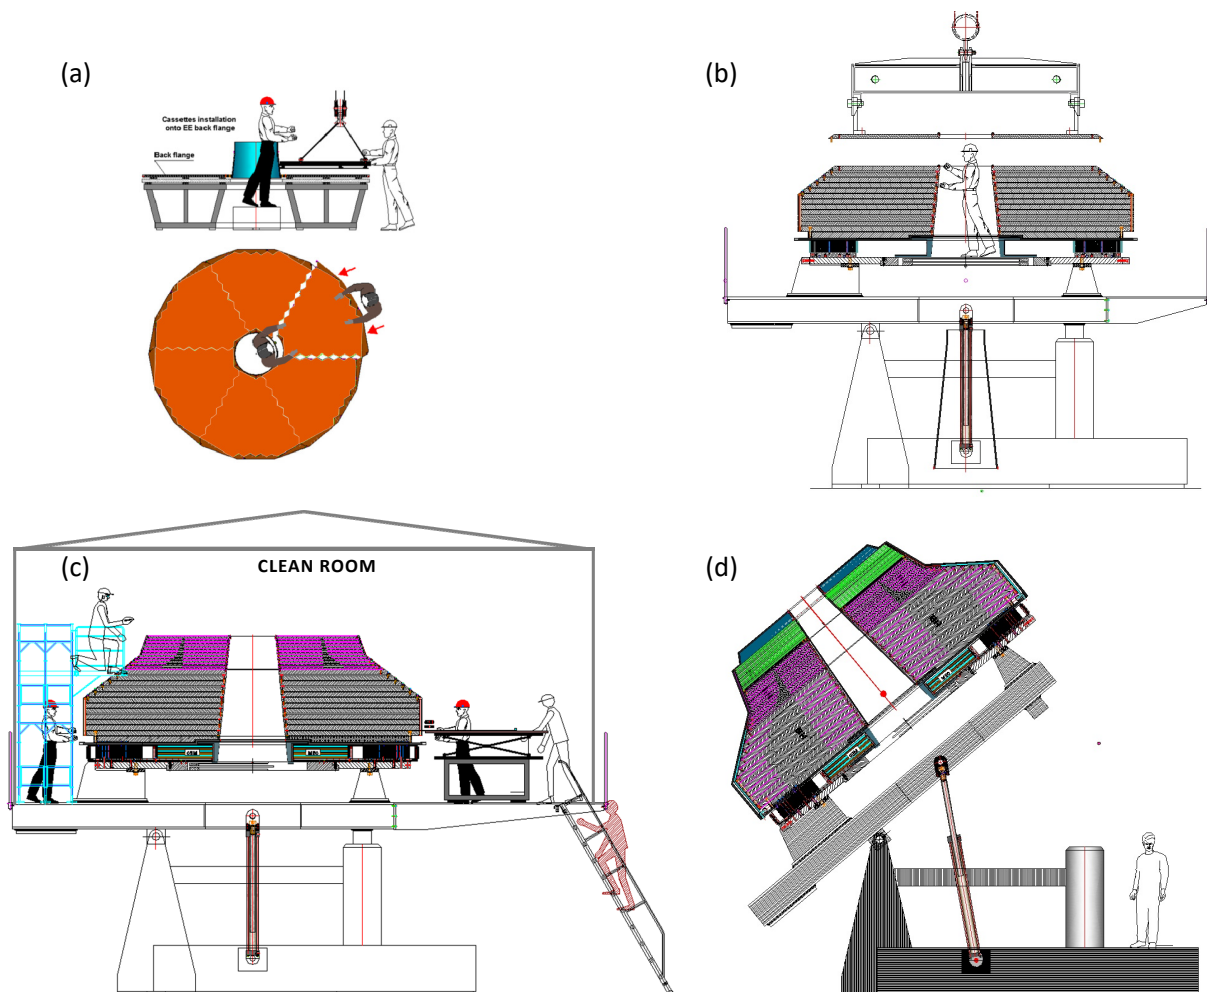 (a)
Cassettes installation
onto EE back flange
Back flange
(b)
(c)
CLEAN ROOM
(d)